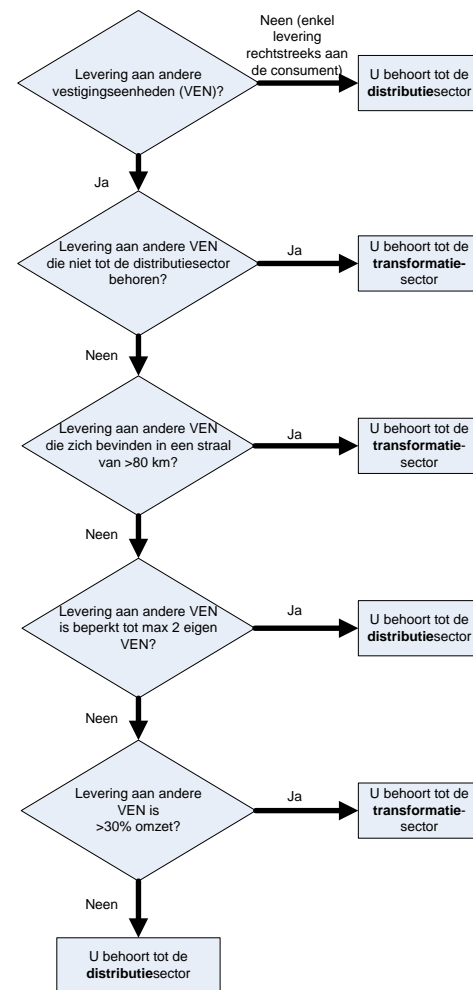 Neen (enkel
levering
rechtstreeks aan
de consument)
Levering aan andere
vestigingseenheden (VEN)?
U behoort tot de
distributiesector
Ja
Levering aan andere VEN
die niet tot de distributiesector
behoren?
Ja
U behoort tot de
transformatie-
sector
Neen
Levering aan andere VEN
die zich bevinden in een straal
van >80 km?
Ja
U behoort tot de
transformatie-
sector
Neen
Levering aan andere VEN
is beperkt tot max 2 eigen
VEN?
Ja
U behoort tot de
distributiesector
Neen
Levering aan andere
VEN is
>30% omzet?
Ja
U behoort tot de
transformatie-
sector
Neen
U behoort tot de
distributiesector